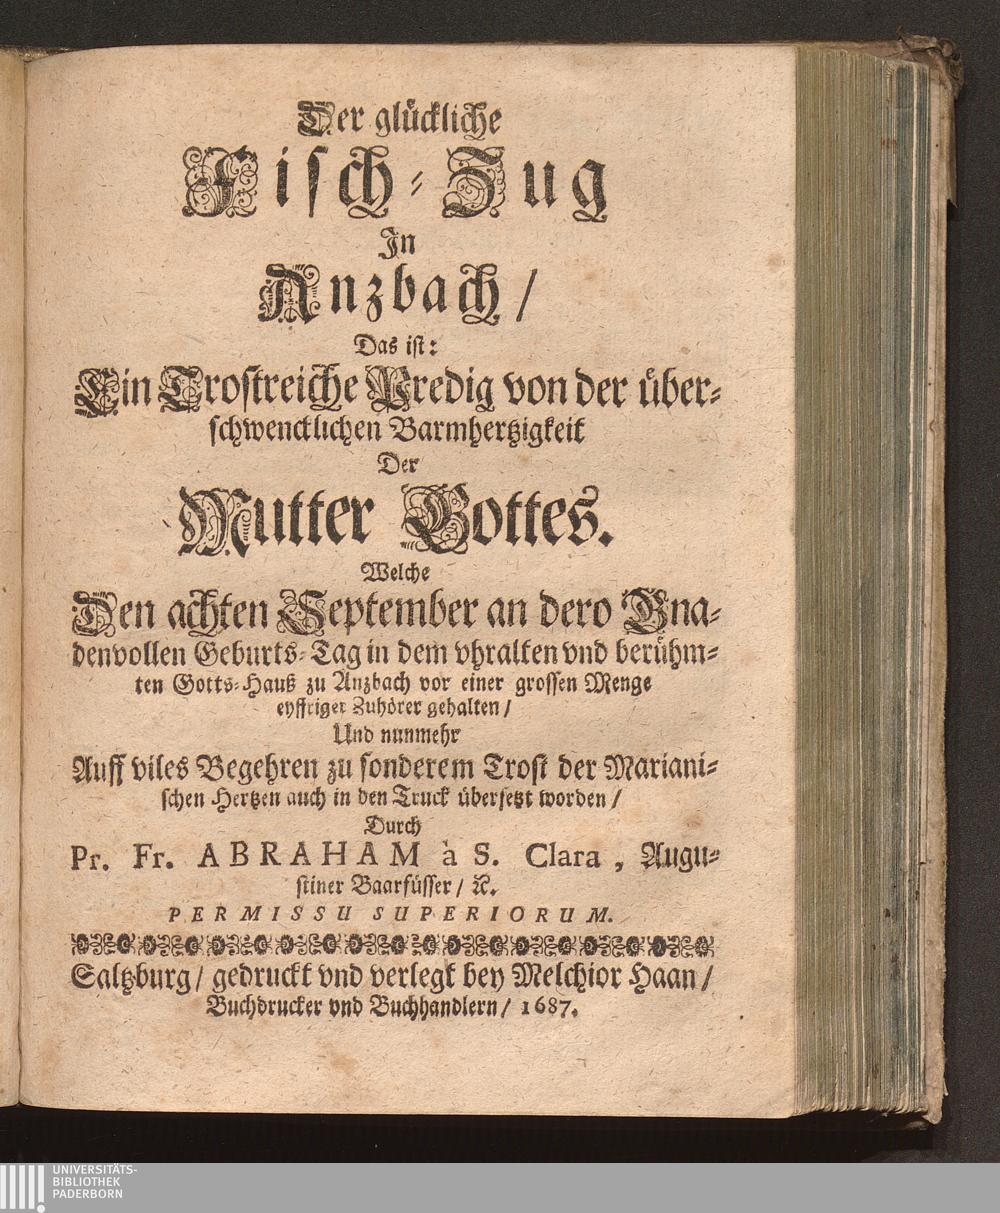 Der glückliche
Fisch-Zug
In
Anzbach/
Das ist:
Ein Trostreiche Predig von der über-
schwencklichen Barmhertzigkeit
Der
Mutter Gottes.
Welche
Den achten September an dero Gna-
denvollen Geburts-Tag in dem vhralten vnd berühm-
ten Gotts-Hauß zu Anzbach vor einer grossen Menge
eyffriger Zuhörer gehalten/
Und nunmehr
Auff viles Begehren zu sonderem Trost der Mariani-
schen Hertzen auch in den Truck übersetzt worden/
Durch
Pr. Fr. ABRAHAM à S. Clara, Augu-
stiner Baarfüsser/ ꝛc.
PERMISSU SUPERIORUM.
Saltzburg/ gedruckt vnd verlegt bey Melchior Haan/
Buchdrucker vnd Buchhandlern/ 1687.
UNIVERSITÄTS-
BIBLIOTHEK
PADERBORN